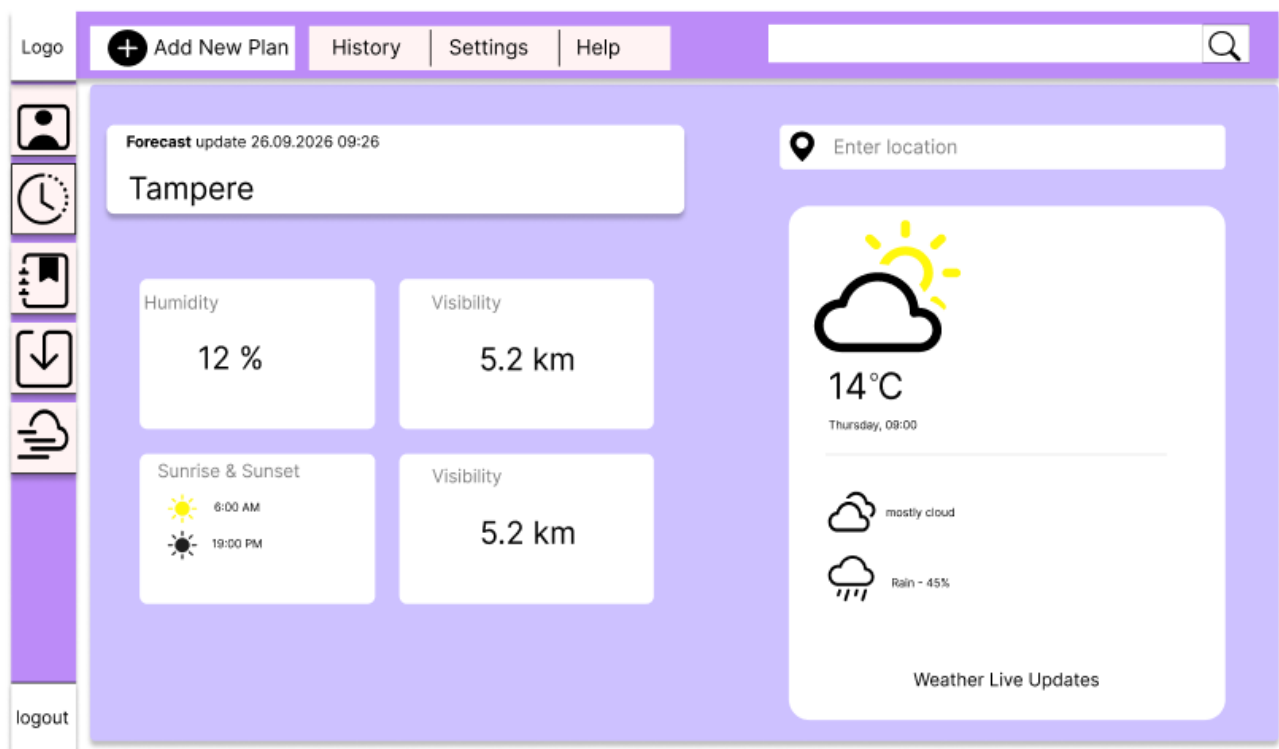 Logo
Add New Plan
History
Settings
Help
Forecast update 26.09.2026 09:26
Tampere
Enter location
Humidity
12 %
Visibility
5.2 km
Sunrise & Sunset
6:00 AM
19:00 PM
Visibility
5.2 km
14°C
Thursday, 09:00
mostly cloud
Rain - 45%
Weather Live Updates
logout